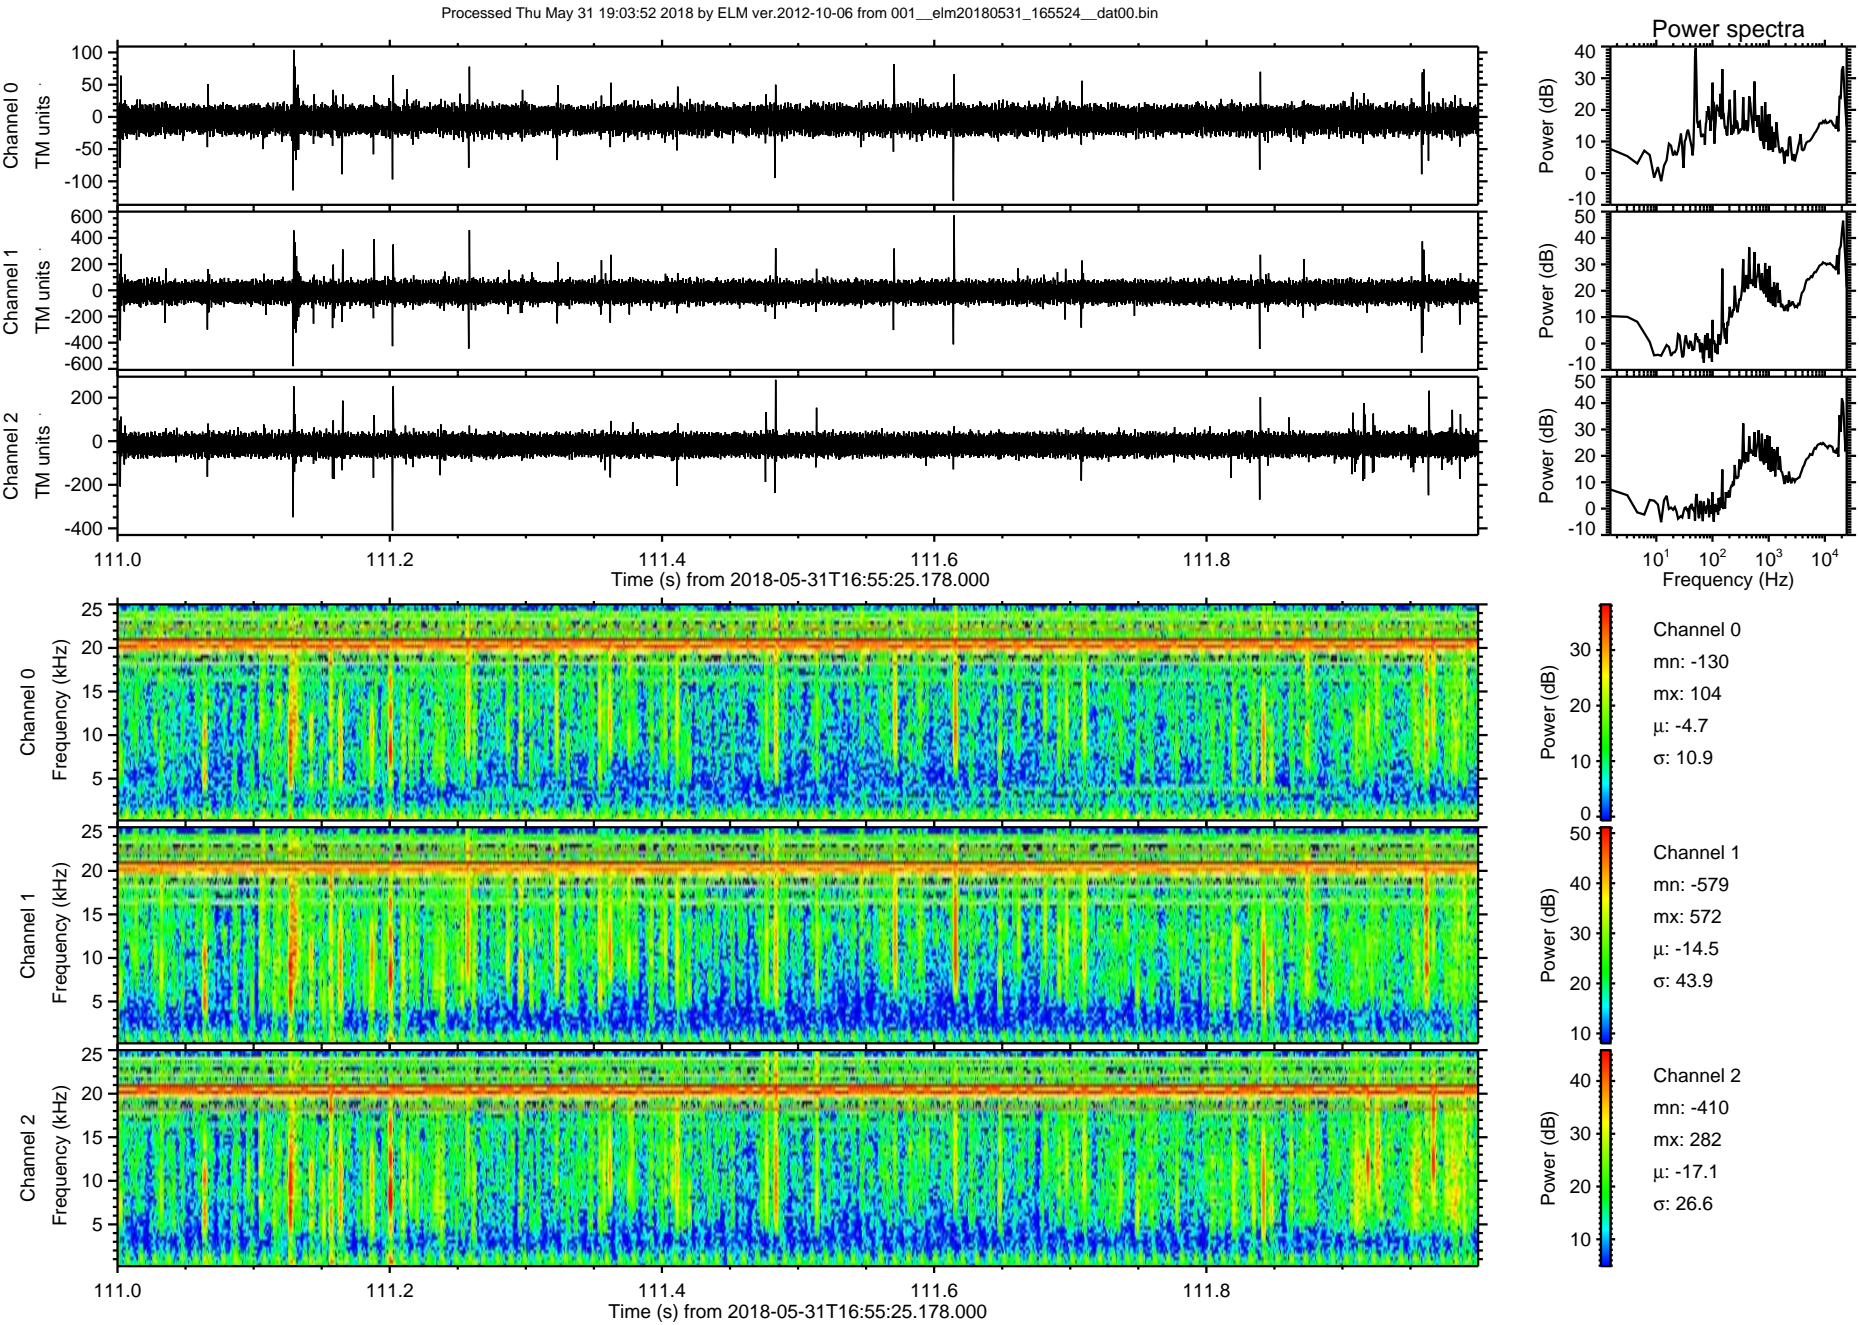 Processed Thu May 31 19:03:52 2018 by ELM ver.2012-10-06 from 001__elm20180531_165524__dat00.bin
Power spectra
Channel 0
TM units
100
50
0
-50
-100
Power (dB)
40
30
20
10
0
-10
Channel 1
TM units
600
400
200
0
-200
-400
-600
Power (dB)
50
40
30
20
10
0
-10
Channel 2
TM units
200
0
-200
-400
Power (dB)
50
40
30
20
10
0
-10
111.0 111.2 111.4 111.6 111.8
Time (s) from 2018-05-31T16:55:25.178.000
10¹ 10² 10³ 10⁴
Frequency (Hz)
Channel 0
Frequency (kHz)
25
20
15
10
5
Power (dB)
30
20
10
0
Channel 0
mn: -130
mx: 104
μ: -4.7
σ: 10.9
Channel 1
Frequency (kHz)
25
20
15
10
5
Power (dB)
50
40
30
20
10
Channel 1
mn: -579
mx: 572
μ: -14.5
σ: 43.9
Channel 2
Frequency (kHz)
25
20
15
10
5
Power (dB)
40
30
20
10
Channel 2
mn: -410
mx: 282
μ: -17.1
σ: 26.6
111.0 111.2 111.4 111.6 111.8
Time (s) from 2018-05-31T16:55:25.178.000